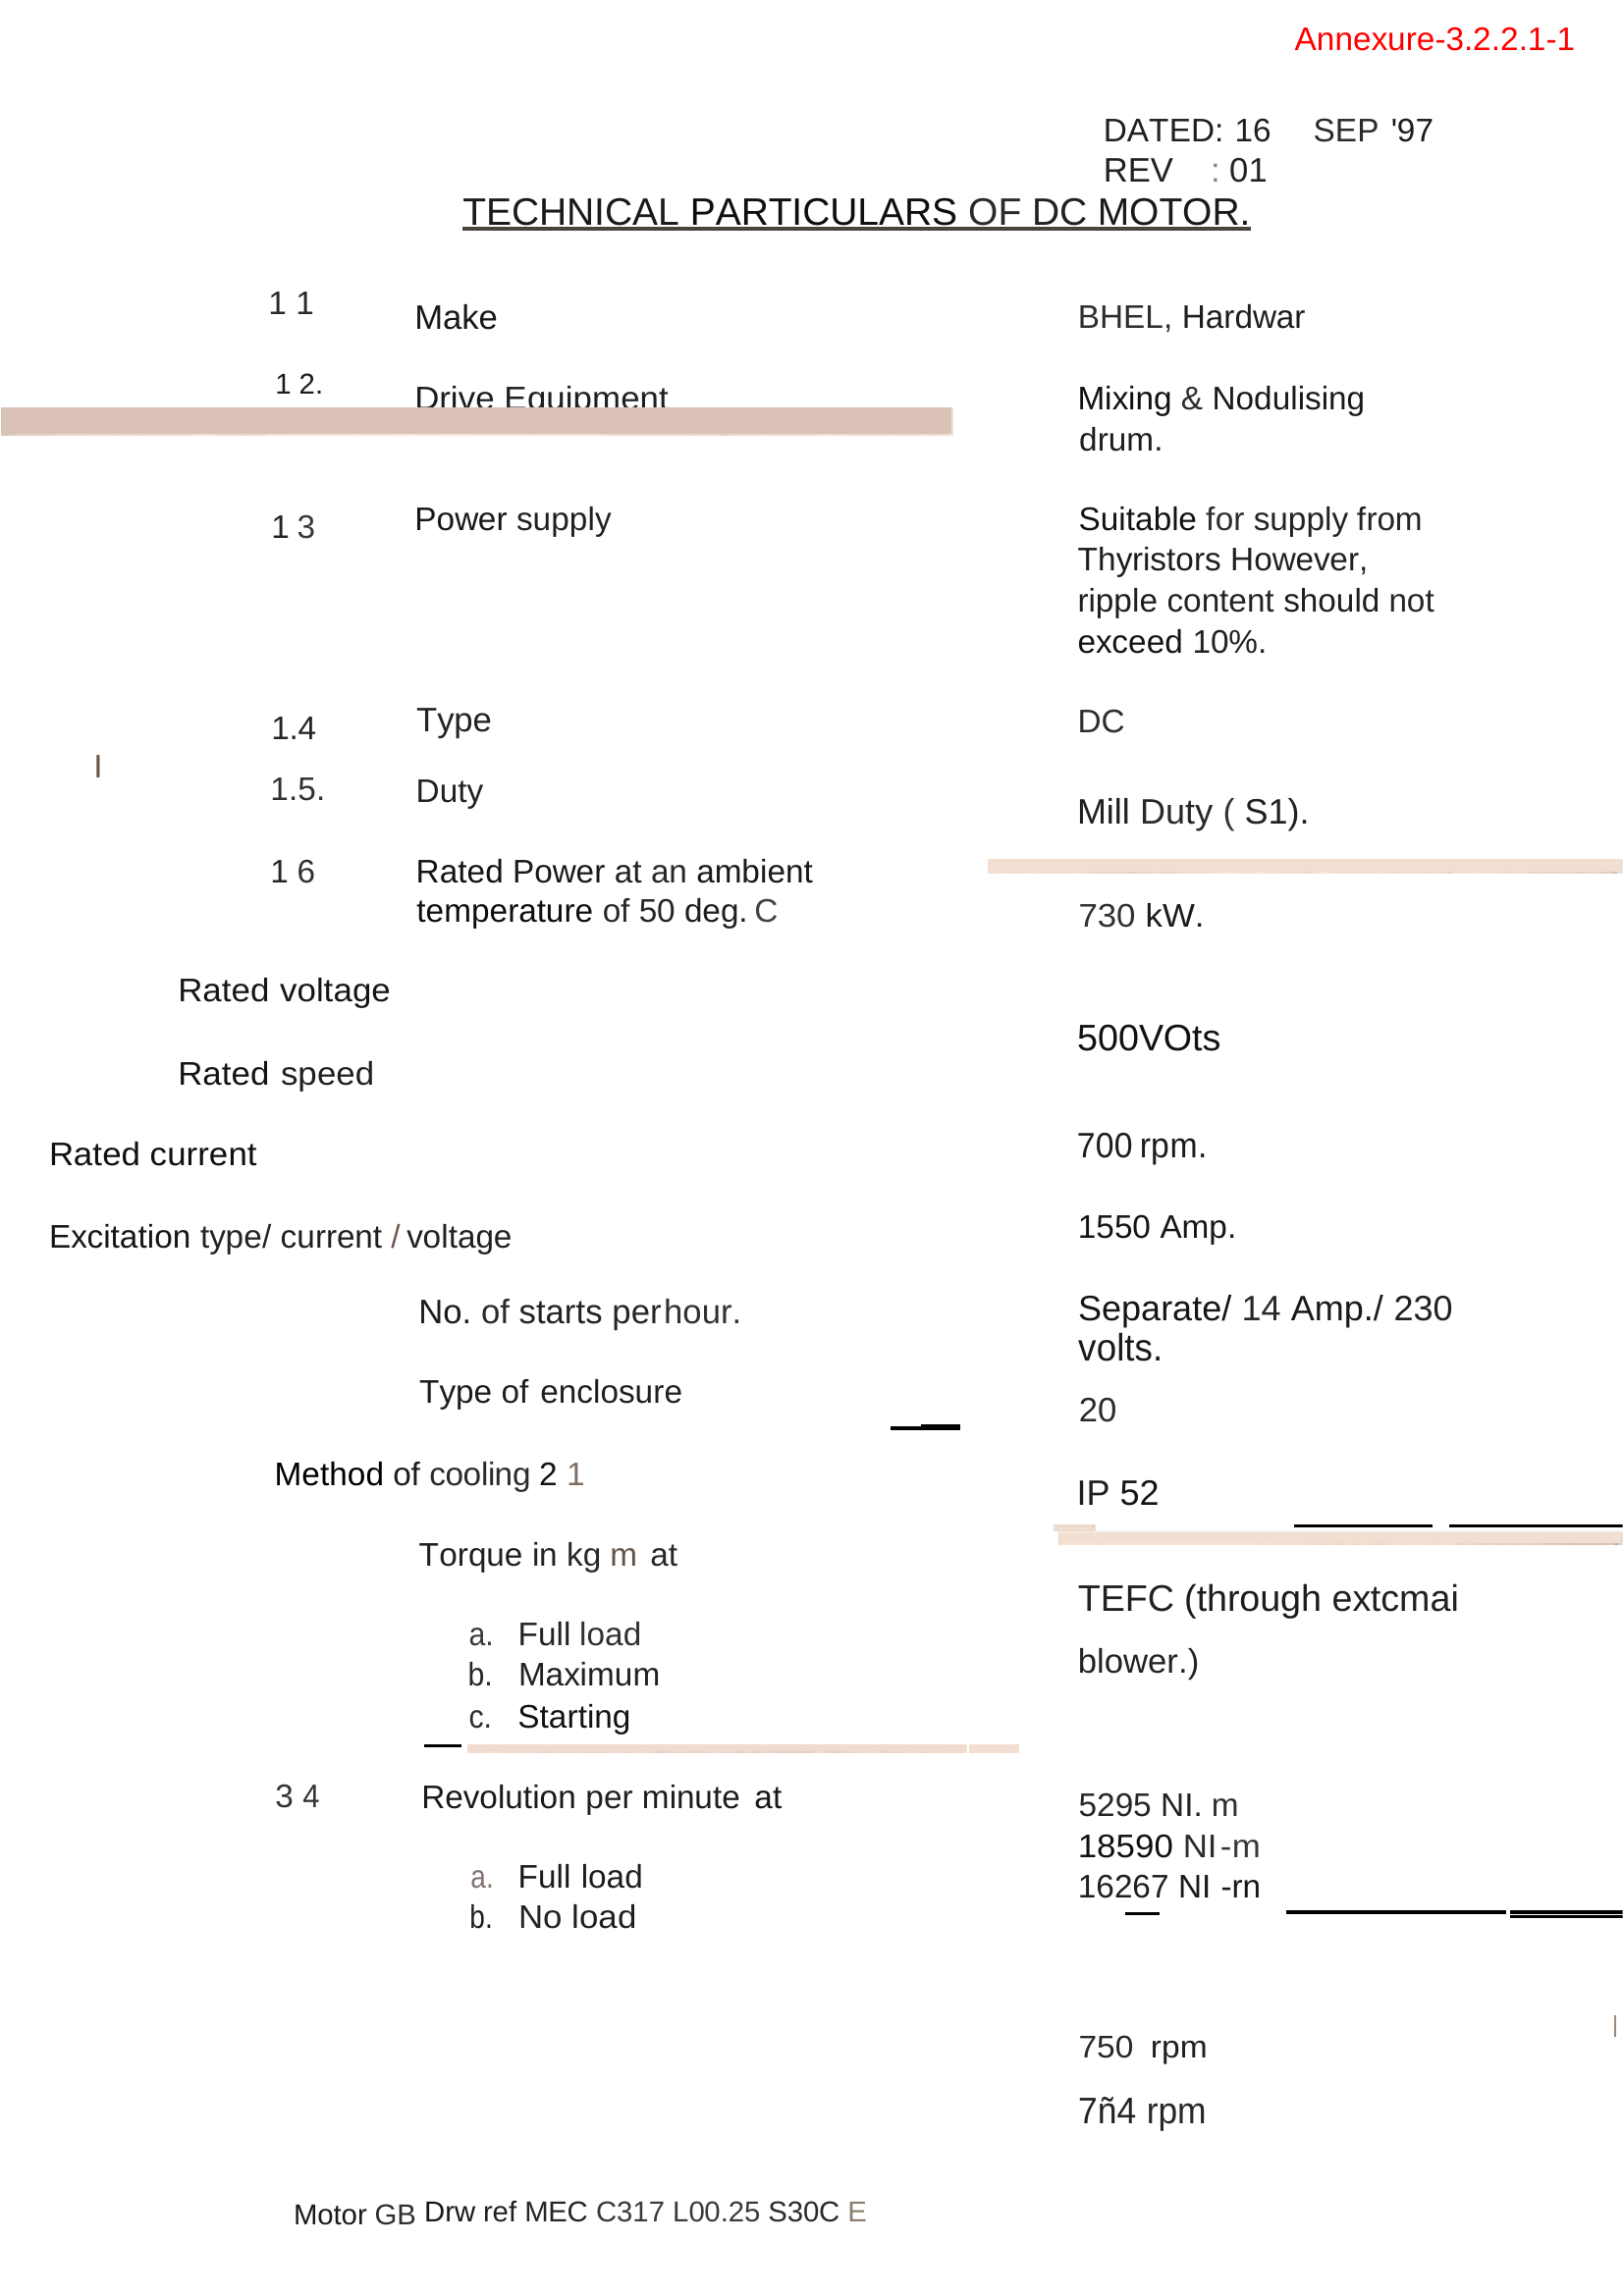 Annexure-3.2.2.1-1
DATED: 16 SEP '97
REV : 01
TECHNICAL PARTICULARS OF DC MOTOR.
1 1 Make BHEL, Hardwar
1 2. Drive Equipment Mixing & Nodulising
drum.
1 3 Power supply Suitable for supply from
Thyristors However,
ripple content should not
exceed 10%.
1.4 Type DC
1.5. Duty
Mill Duty ( S1).
1 6 Rated Power at an ambient
temperature of 50 deg. C 730 kW.
Rated voltage
500VOts
Rated speed
700 rpm.
Rated current
1550 Amp.
Excitation type/ current / voltage
Separate/ 14 Amp./ 230
volts.
No. of starts per hour.
20
Type of enclosure
IP 52
Method of cooling 2 1
TEFC (through extcmai
blower.)
Torque in kg m at
a. Full load
b. Maximum
c. Starting
5295 NI. m
18590 NI-m
16267 NI -rn
3 4 Revolution per minute at
a. Full load
b. No load
750 rpm
7ñ4 rpm
Motor GB Drw ref MEC C317 L00.25 S30C E